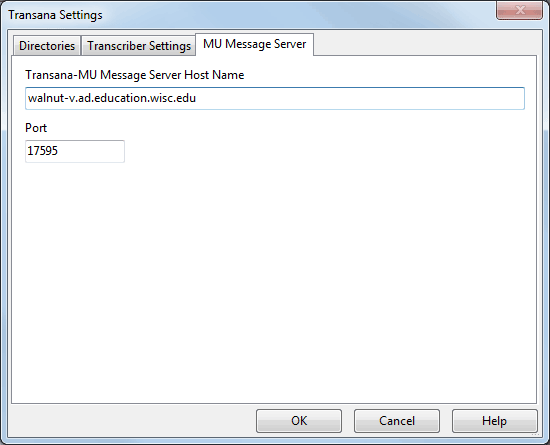 Transana Settings
Directories Transcriber Settings MU Message Server
Transana-MU Message Server Host Name
walnut-v.ad.education.wisc.edu
Port
17595
OK Cancel Help